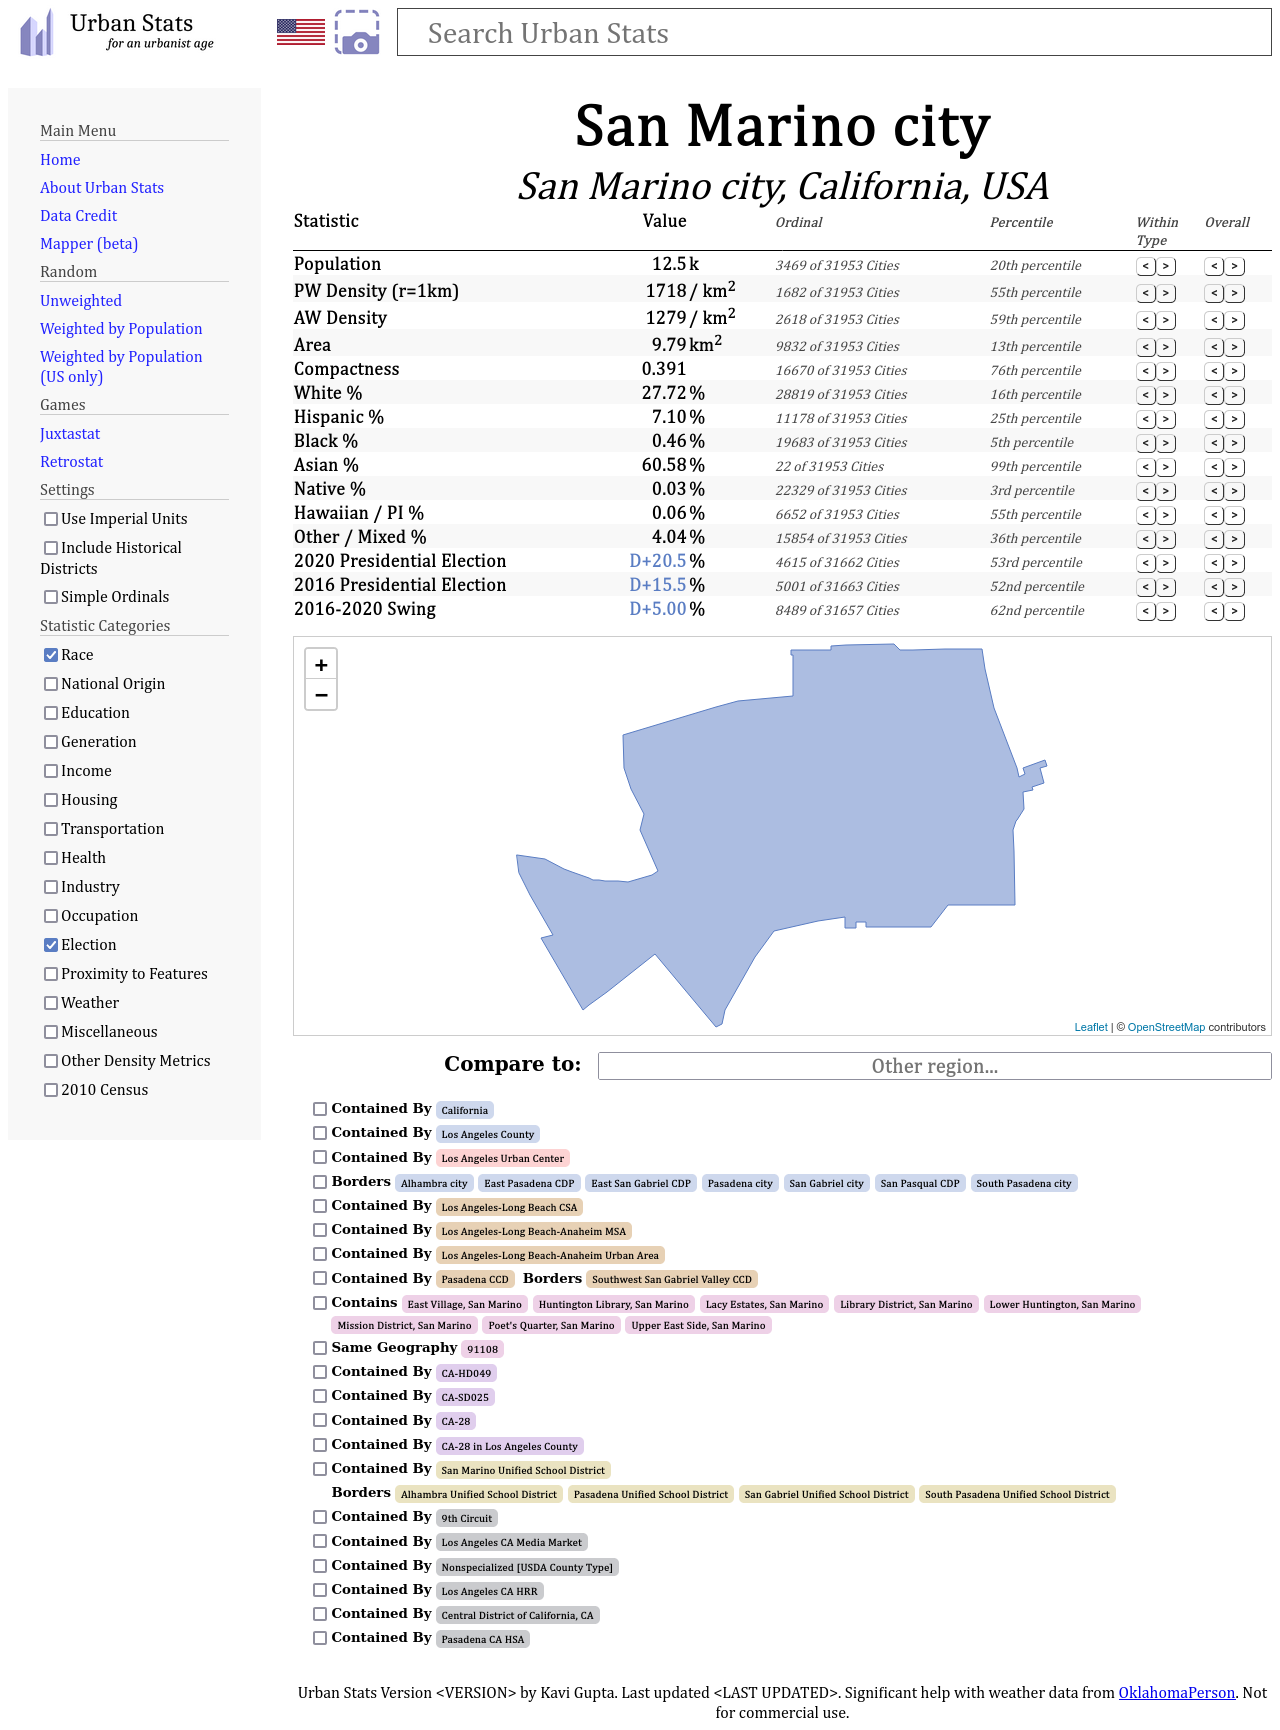 Urban Stats
for an urbanist age
Search Urban Stats
Main Menu
Home
About Urban Stats
Data Credit
Mapper (beta)
Random
Unweighted
Weighted by Population
Weighted by Population
(US only)
Games
Juxtastat
Retrostat
Settings
Use Imperial Units
Include Historical
Districts
Simple Ordinals
Statistic Categories
Race
National Origin
Education
Generation
Income
Housing
Transportation
Health
Industry
Occupation
Election
Proximity to Features
Weather
Miscellaneous
Other Density Metrics
2010 Census
San Marino city
San Marino city, California, USA
Statistic Value Ordinal Percentile Within Type Overall
Population 12.5 k 3469 of 31953 Cities 20th percentile < > < >
PW Density (r=1km) 1718 / km² 1682 of 31953 Cities 55th percentile < > < >
AW Density 1279 / km² 2618 of 31953 Cities 59th percentile < > < >
Area 9.79 km² 9832 of 31953 Cities 13th percentile < > < >
Compactness 0.391 16670 of 31953 Cities 76th percentile < > < >
White % 27.72 % 28819 of 31953 Cities 16th percentile < > < >
Hispanic % 7.10 % 11178 of 31953 Cities 25th percentile < > < >
Black % 0.46 % 19683 of 31953 Cities 5th percentile < > < >
Asian % 60.58 % 22 of 31953 Cities 99th percentile < > < >
Native % 0.03 % 22329 of 31953 Cities 3rd percentile < > < >
Hawaiian / PI % 0.06 % 6652 of 31953 Cities 55th percentile < > < >
Other / Mixed % 4.04 % 15854 of 31953 Cities 36th percentile < > < >
2020 Presidential Election D+20.5 % 4615 of 31662 Cities 53rd percentile < > < >
2016 Presidential Election D+15.5 % 5001 of 31663 Cities 52nd percentile < > < >
2016-2020 Swing D+5.00 % 8489 of 31657 Cities 62nd percentile < > < >
+
−
Leaflet | © OpenStreetMap contributors
Compare to: Other region...
Contained By California
Contained By Los Angeles County
Contained By Los Angeles Urban Center
Borders Alhambra city East Pasadena CDP East San Gabriel CDP Pasadena city San Gabriel city San Pasqual CDP South Pasadena city
Contained By Los Angeles-Long Beach CSA
Contained By Los Angeles-Long Beach-Anaheim MSA
Contained By Los Angeles-Long Beach-Anaheim Urban Area
Contained By Pasadena CCD Borders Southwest San Gabriel Valley CCD
Contains East Village, San Marino Huntington Library, San Marino Lacy Estates, San Marino Library District, San Marino Lower Huntington, San Marino
Mission District, San Marino Poet's Quarter, San Marino Upper East Side, San Marino
Same Geography 91108
Contained By CA-HD049
Contained By CA-SD025
Contained By CA-28
Contained By CA-28 in Los Angeles County
Contained By San Marino Unified School District
Borders Alhambra Unified School District Pasadena Unified School District San Gabriel Unified School District South Pasadena Unified School District
Contained By 9th Circuit
Contained By Los Angeles CA Media Market
Contained By Nonspecialized [USDA County Type]
Contained By Los Angeles CA HRR
Contained By Central District of California, CA
Contained By Pasadena CA HSA
Urban Stats Version <VERSION> by Kavi Gupta. Last updated <LAST UPDATED>. Significant help with weather data from OklahomaPerson. Not
for commercial use.